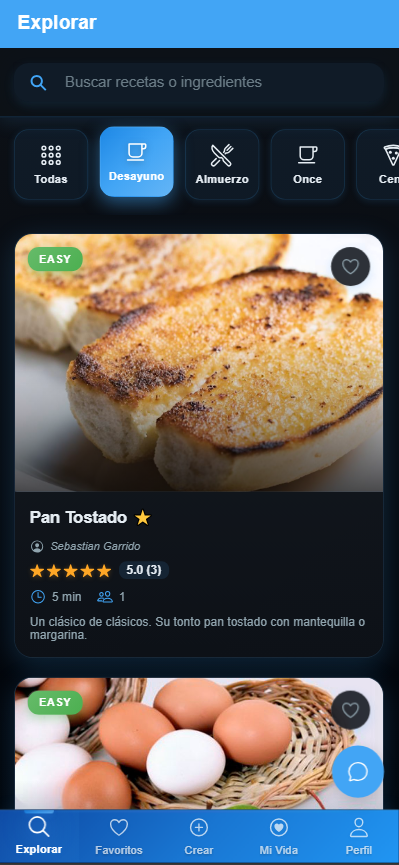 Explorar
Buscar recetas o ingredientes
Todas
Desayuno
Almuerzo
Once
Cen
EASY
Pan Tostado
Sebastian Garrido
5.0 (3)
5 min 1
Un clásico de clásicos. Su tonto pan tostado con mantequilla o
margarina.
EASY
Explorar
Favoritos
Crear
Mi Vida
Perfil